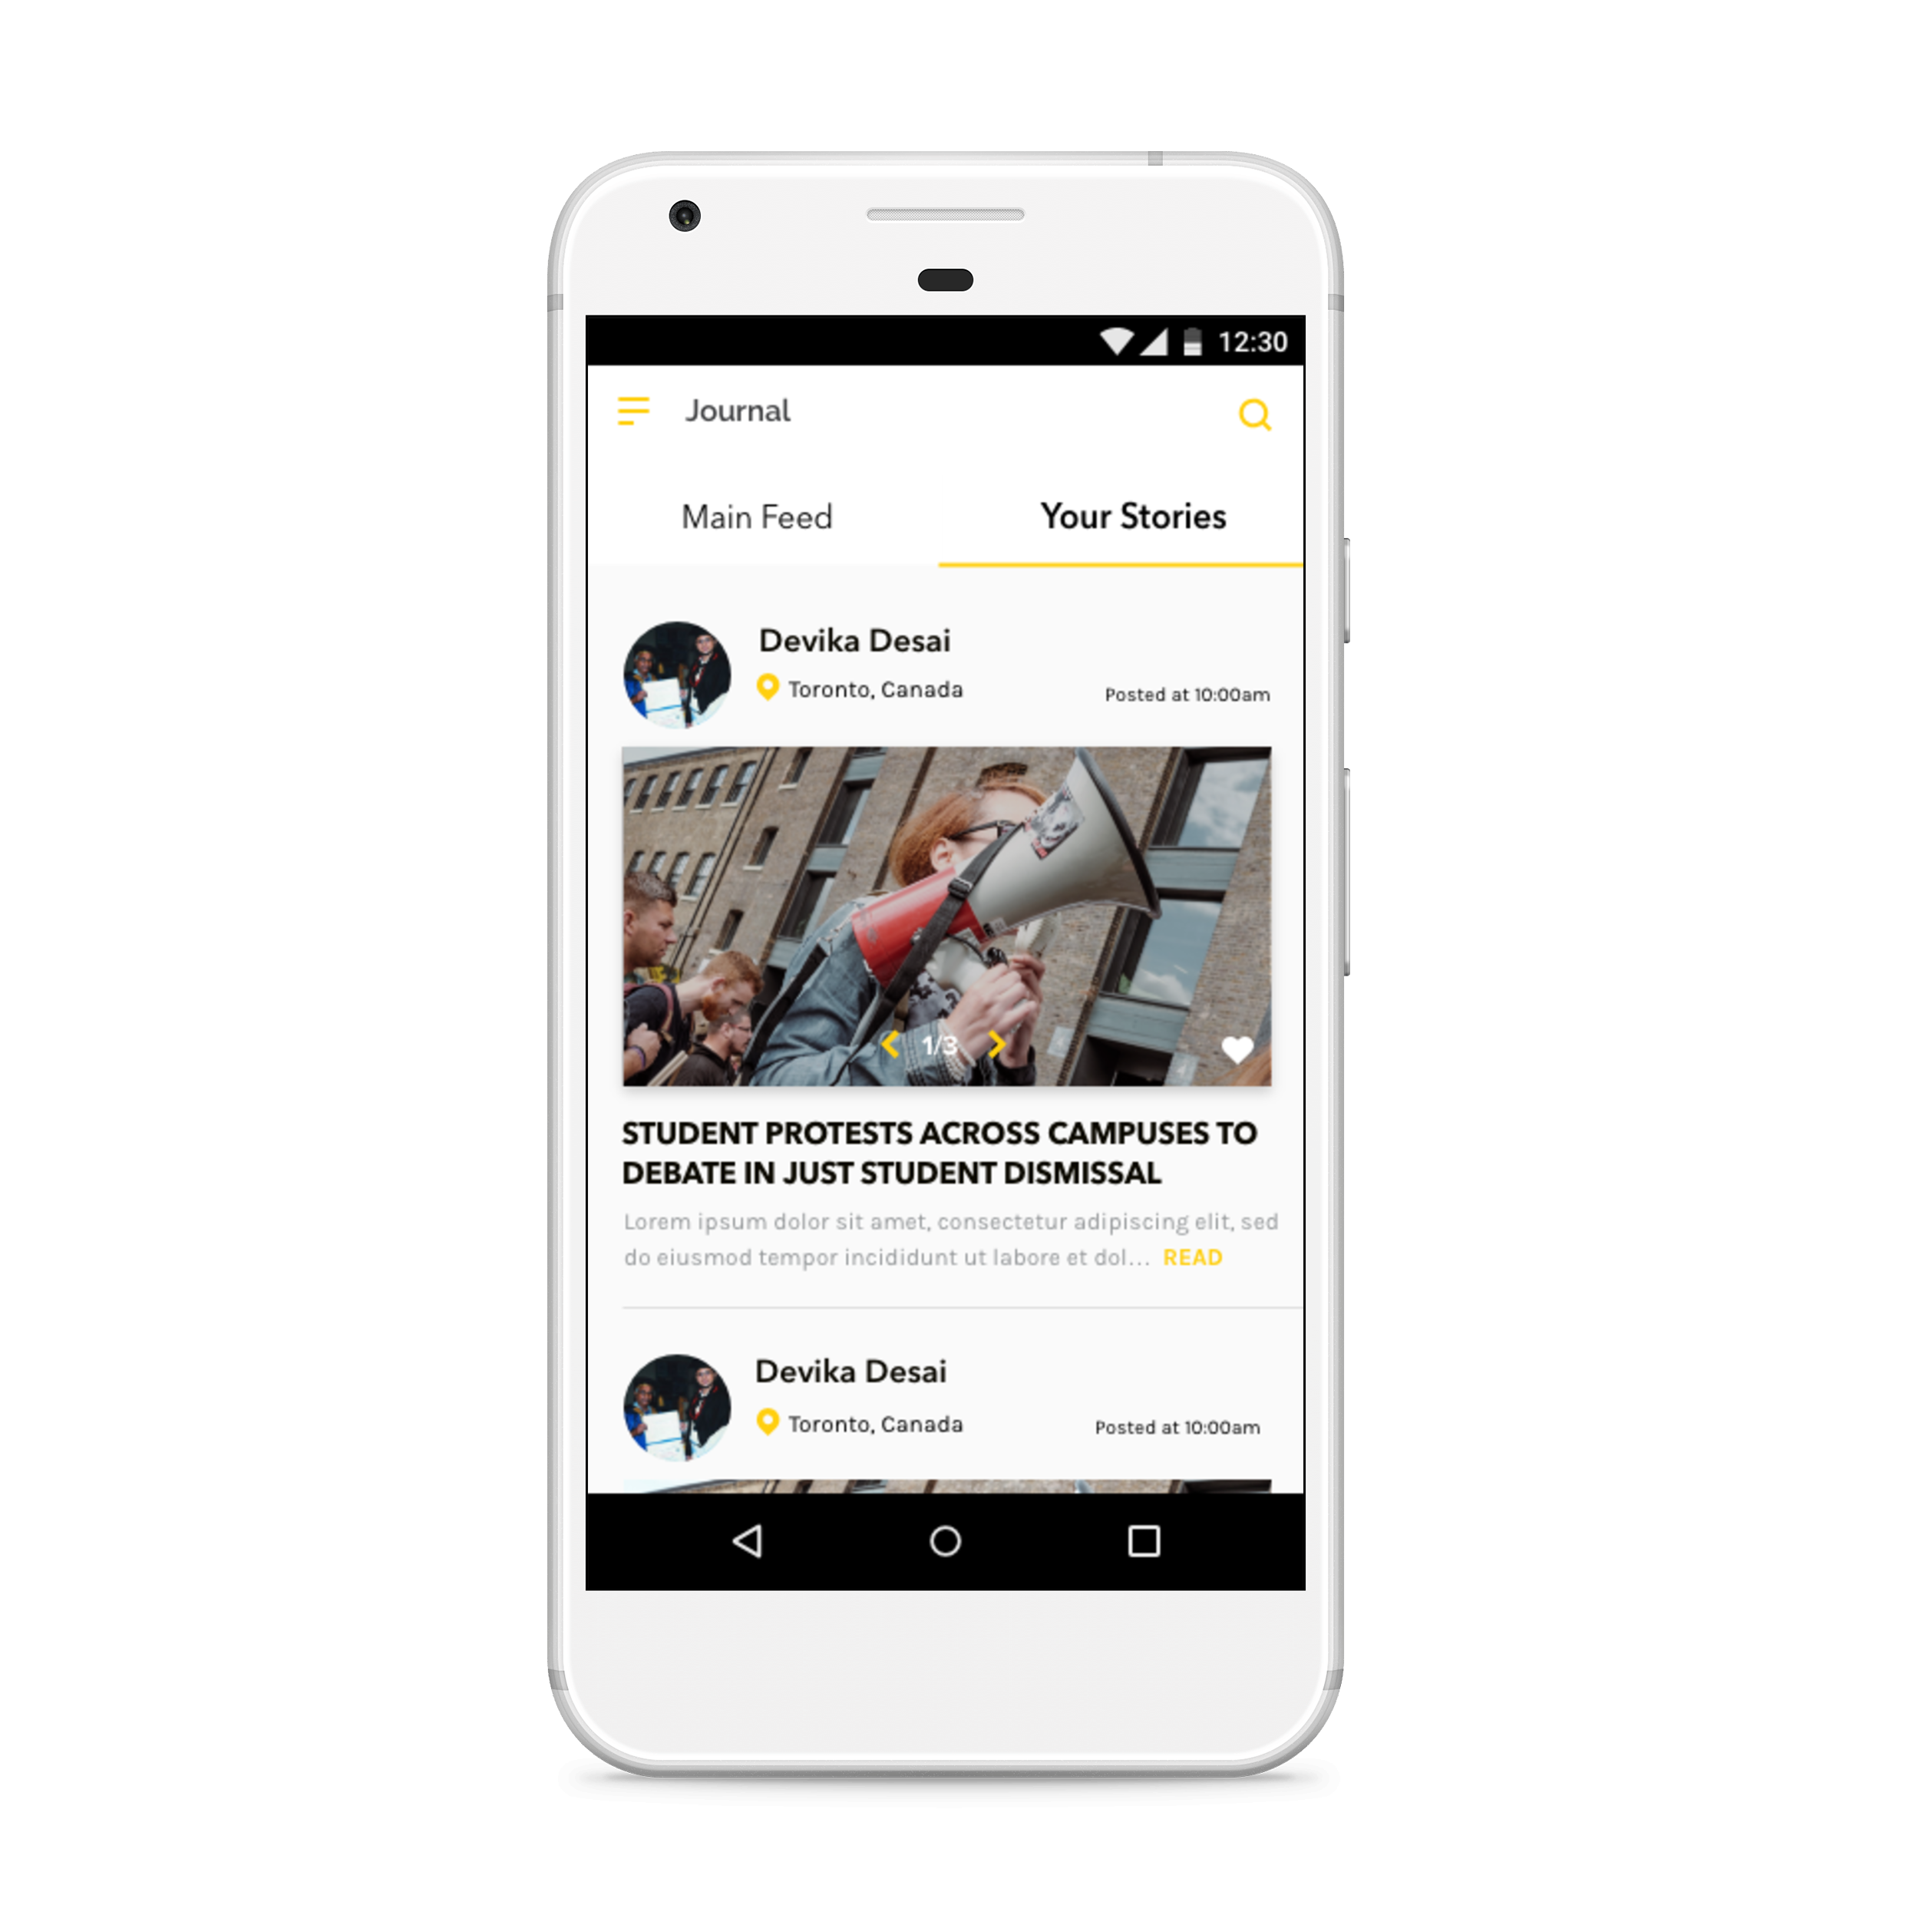 12:30
Journal
Main Feed
Your Stories
Devika Desai
Toronto, Canada
Posted at 10:00am
1/3
STUDENT PROTESTS ACROSS CAMPUSES TO
DEBATE IN JUST STUDENT DISMISSAL
Lorem ipsum dolor sit amet, consectetur adipiscing elit, sed
do eiusmod tempor incididunt ut labore et dol... READ
Devika Desai
Toronto, Canada
Posted at 10:00am